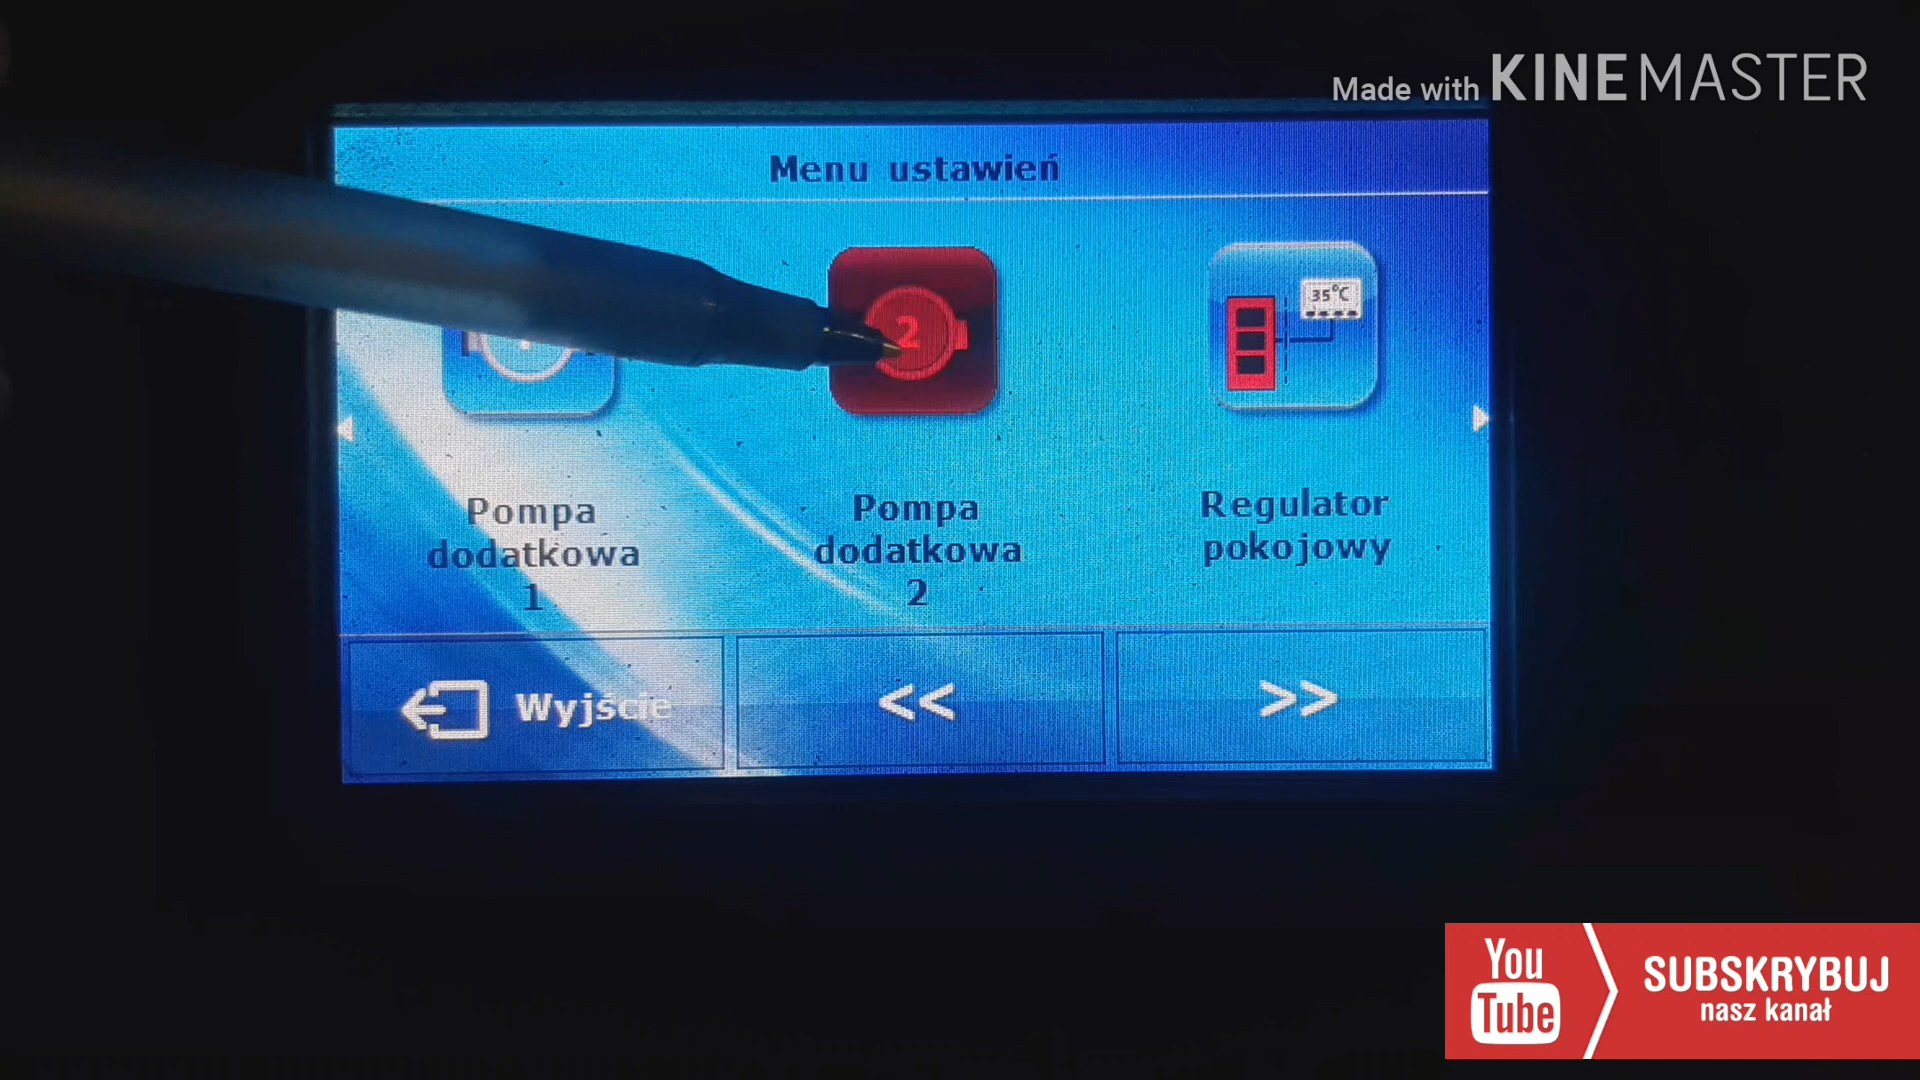 Made with KINEMASTER
Menu ustawień
2
35°C
Pompa
dodatkowa
1
Pompa
dodatkowa
2
Regulator
pokojowy
Wyjście
<<
>>
You
Tube
SUBSKRYBUJ
nasz kanał